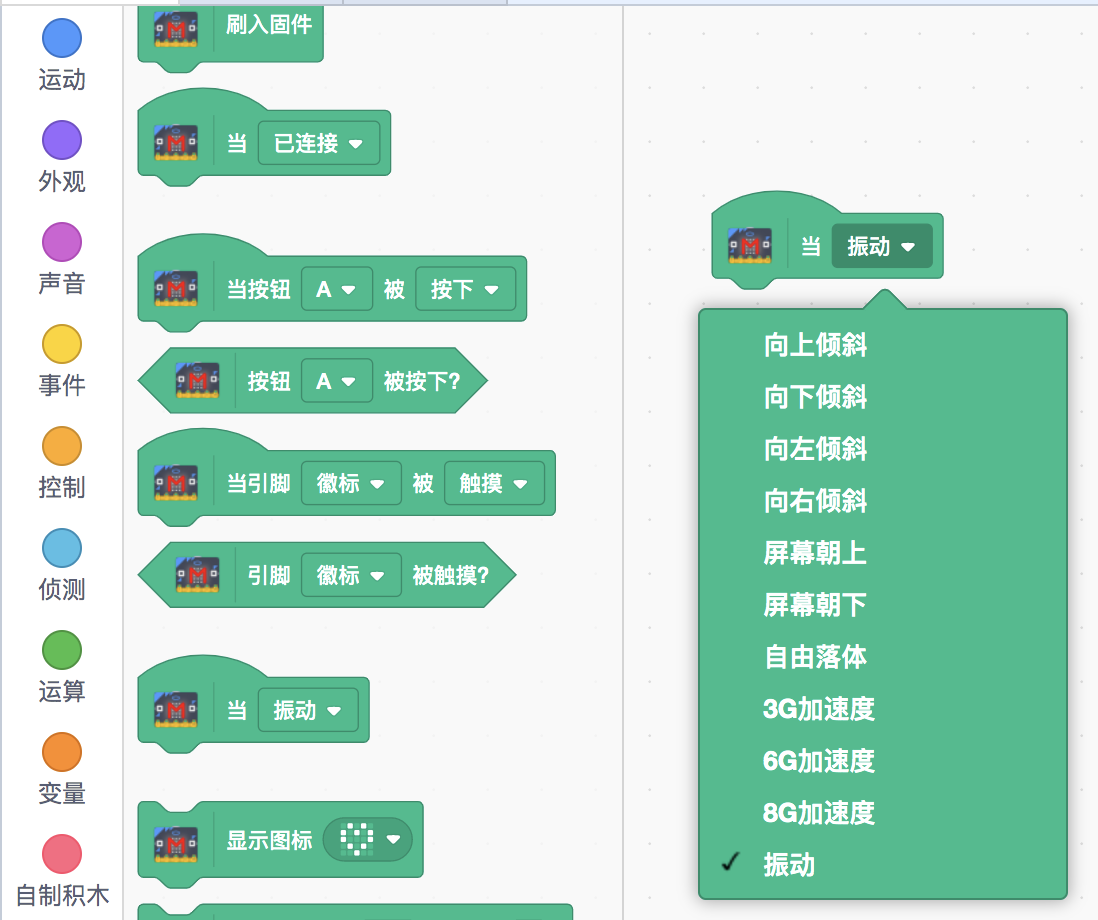 运动
外观
声音
事件
控制
侦测
运算
变量
自制积木
刷入固件
当 已连接
当按钮 A 被 按下
按钮 A 被按下?
当引脚 徽标 被 触摸
引脚 徽标 被触摸?
当 振动
显示图标
当 振动
向上倾斜
向下倾斜
向左倾斜
向右倾斜
屏幕朝上
屏幕朝下
自由落体
3G加速度
6G加速度
8G加速度
✓ 振动